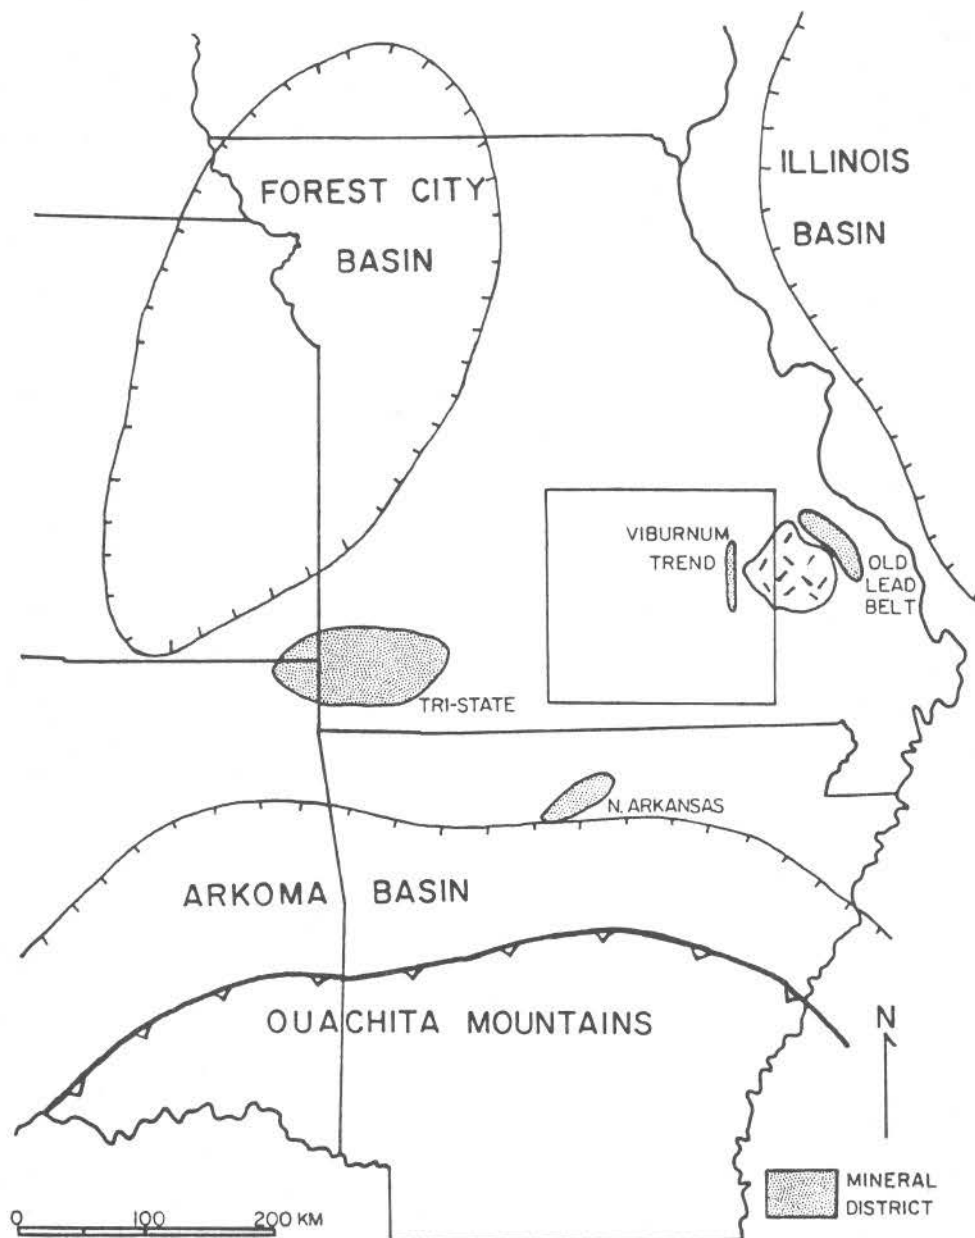 FOREST CITY
BASIN
ILLINOIS
BASIN
VIBURNUM
TREND
OLD
LEAD
BELT
TRI-STATE
N. ARKANSAS
ARKOMA BASIN
OUACHITA MOUNTAINS
N
MINERAL
DISTRICT
0 100 200 KM